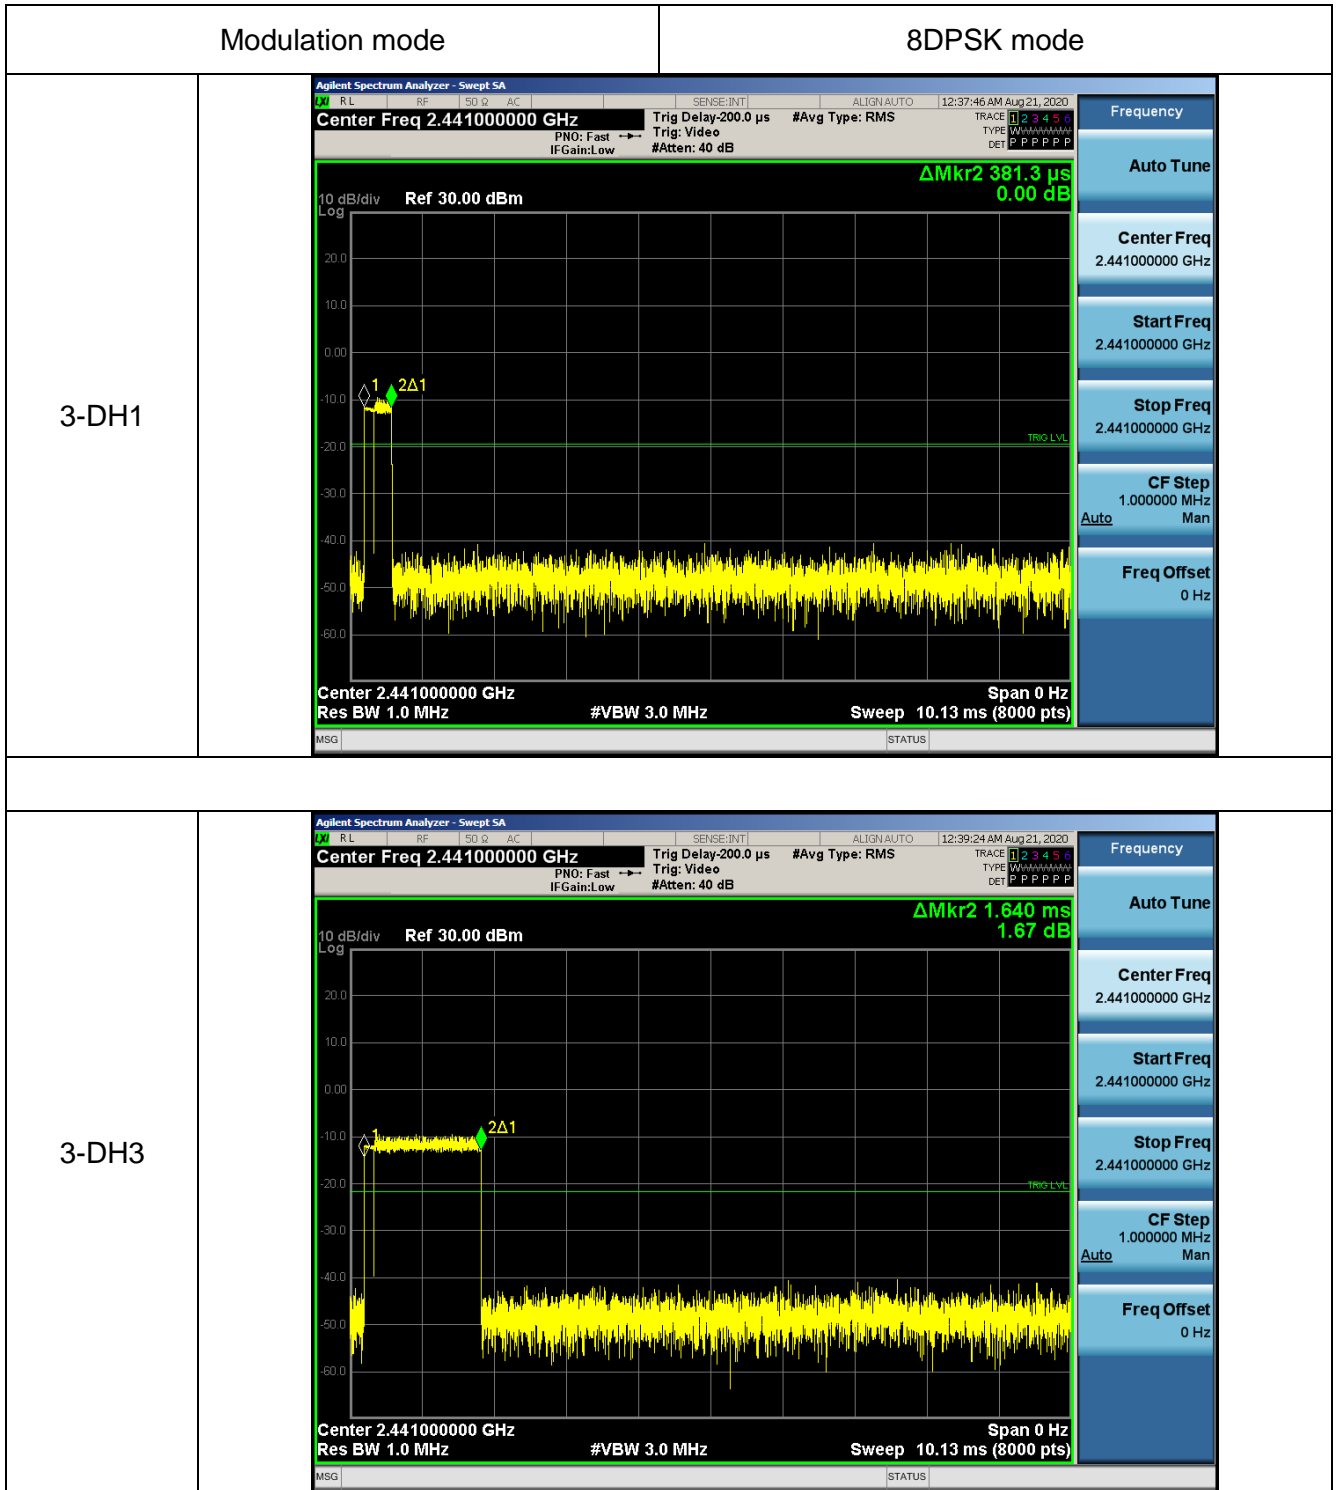 Modulation mode 8DPSK mode
3-DH1
Agilent Spectrum Analyzer - Swept SA
LXI RL RF 50 Ω AC SENSE:INT ALIGN AUTO 12:37:46 AM Aug 21, 2020
Center Freq 2.441000000 GHz Trig Delay-200.0 µs #Avg Type: RMS TRACE 1 2 3 4 5 6
PNO: Fast Trig: Video TYPE WWWWWW
IFGain:Low #Atten: 40 dB DET P P P P P P
ΔMkr2 381.3 µs
0.00 dB
10 dB/div Ref 30.00 dBm
Log
20.0
10.0
0.00
1 2Δ1
-10.0
TRIG LVL
-20.0
-30.0
-40.0
-50.0
-60.0
Center 2.441000000 GHz Span 0 Hz
Res BW 1.0 MHz #VBW 3.0 MHz Sweep 10.13 ms (8000 pts)
MSG STATUS
Frequency
Auto Tune
Center Freq
2.441000000 GHz
Start Freq
2.441000000 GHz
Stop Freq
2.441000000 GHz
CF Step
1.000000 MHz
Auto Man
Freq Offset
0 Hz
3-DH3
Agilent Spectrum Analyzer - Swept SA
LXI RL RF 50 Ω AC SENSE:INT ALIGN AUTO 12:39:24 AM Aug 21, 2020
Center Freq 2.441000000 GHz Trig Delay-200.0 µs #Avg Type: RMS TRACE 1 2 3 4 5 6
PNO: Fast Trig: Video TYPE WWWWWW
IFGain:Low #Atten: 40 dB DET P P P P P P
ΔMkr2 1.640 ms
1.67 dB
10 dB/div Ref 30.00 dBm
Log
20.0
10.0
0.00
1 2Δ1
-10.0
-20.0
TRIG LVL
-30.0
-40.0
-50.0
-60.0
Center 2.441000000 GHz Span 0 Hz
Res BW 1.0 MHz #VBW 3.0 MHz Sweep 10.13 ms (8000 pts)
MSG STATUS
Frequency
Auto Tune
Center Freq
2.441000000 GHz
Start Freq
2.441000000 GHz
Stop Freq
2.441000000 GHz
CF Step
1.000000 MHz
Auto Man
Freq Offset
0 Hz